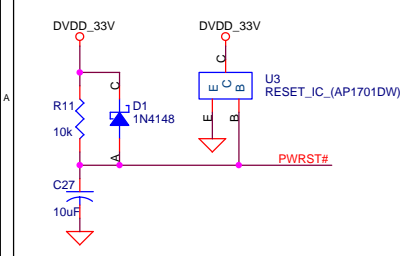 DVDD_33V
DVDD_33V
C
C
U3
RESET_IC_(AP1701DW)
E
C
B
R11
10k
D1
1N4148
A
E
B
A
PWRST#
C27
10uF